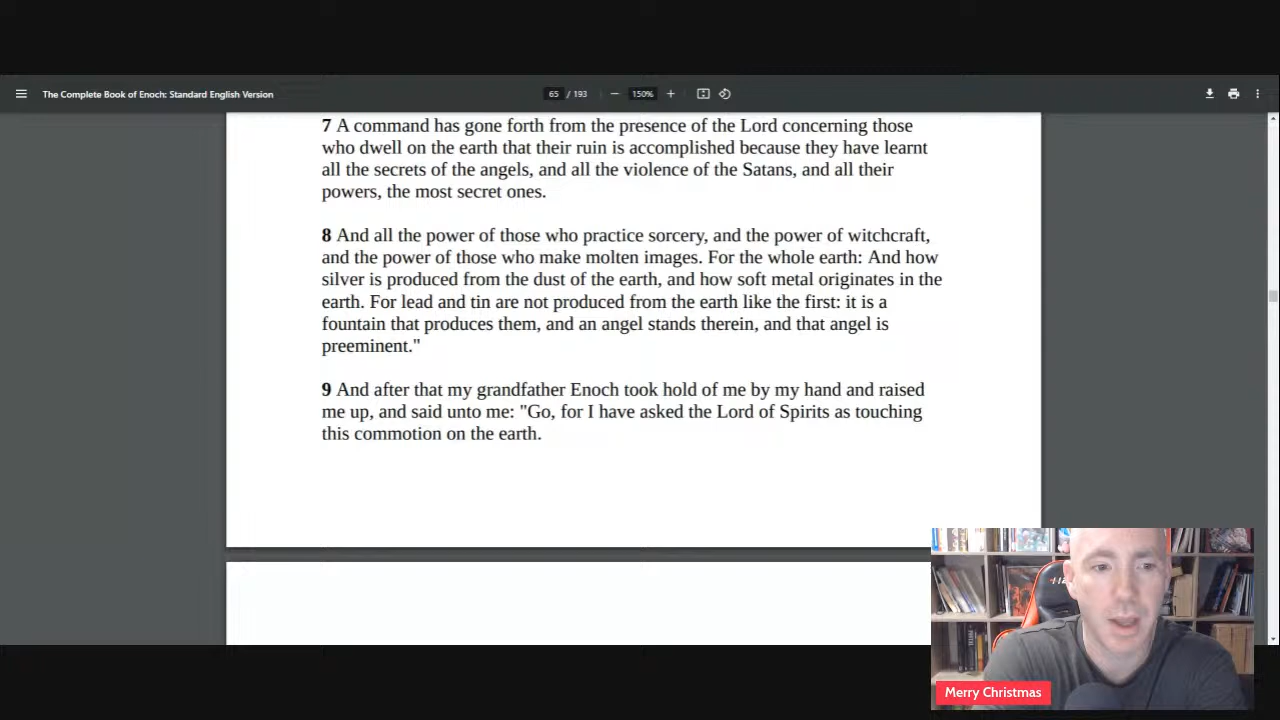 The Complete Book of Enoch: Standard English Version
65 / 193
150%
7 A command has gone forth from the presence of the Lord concerning those
who dwell on the earth that their ruin is accomplished because they have learnt
all the secrets of the angels, and all the violence of the Satans, and all their
powers, the most secret ones.
8 And all the power of those who practice sorcery, and the power of witchcraft,
and the power of those who make molten images. For the whole earth: And how
silver is produced from the dust of the earth, and how soft metal originates in the
earth. For lead and tin are not produced from the earth like the first: it is a
fountain that produces them, and an angel stands therein, and that angel is
preeminent."
9 And after that my grandfather Enoch took hold of me by my hand and raised
me up, and said unto me: "Go, for I have asked the Lord of Spirits as touching
this commotion on the earth.
Merry Christmas